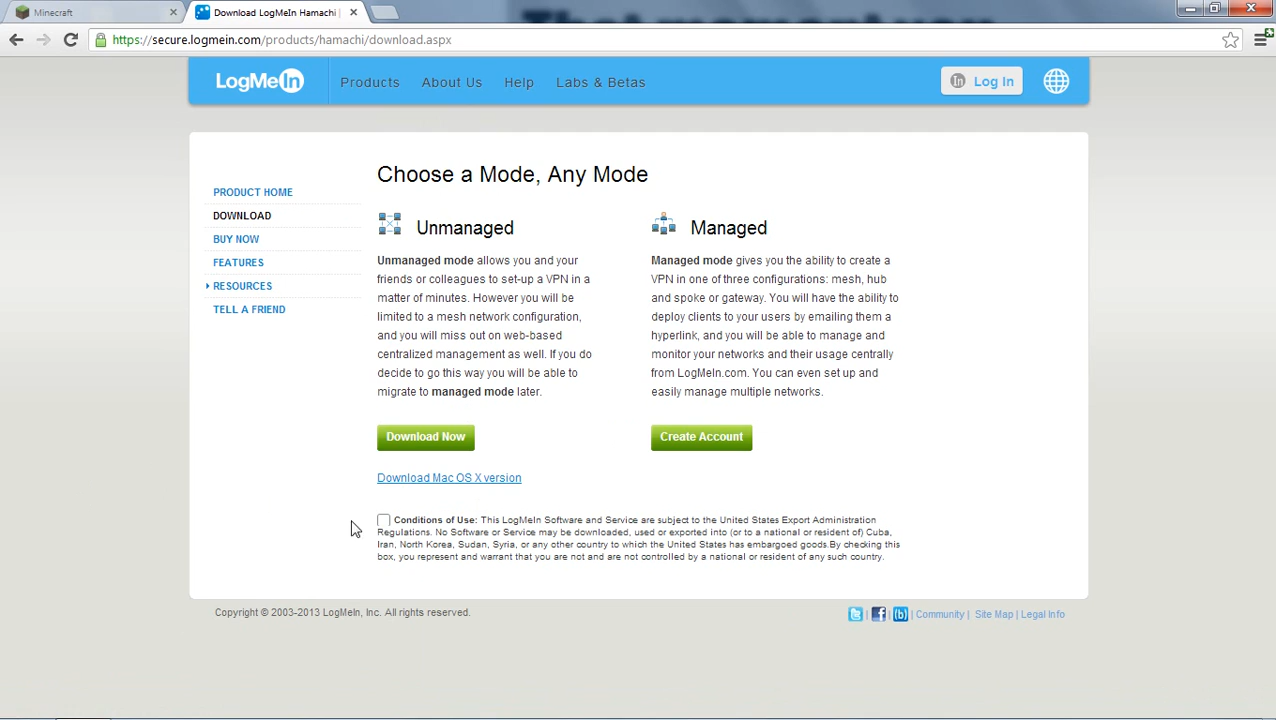 Minecraft
Download LogMeIn Hamachi |
https://secure.logmein.com/products/hamachi/download.aspx
LogMeIn
Products
About Us
Help
Labs & Betas
in Log In
Choose a Mode, Any Mode
PRODUCT HOME
DOWNLOAD
BUY NOW
FEATURES
RESOURCES
TELL A FRIEND
Unmanaged
Unmanaged mode allows you and your
friends or colleagues to set-up a VPN in a
matter of minutes. However you will be
limited to a mesh network configuration,
and you will miss out on web-based
centralized management as well. If you do
decide to go this way you will be able to
migrate to managed mode later.
Download Now
Download Mac OS X version
Managed
Managed mode gives you the ability to create a
VPN in one of three configurations: mesh, hub
and spoke or gateway. You will have the ability to
deploy clients to your users by emailing them a
hyperlink, and you will be able to manage and
monitor your networks and their usage centrally
from LogMeIn.com. You can even set up and
easily manage multiple networks.
Create Account
Conditions of Use: This LogMeIn Software and Service are subject to the United States Export Administration
Regulations. No Software or Service may be downloaded, used or exported into (or to a national or resident of) Cuba,
Iran, North Korea, Sudan, Syria, or any other country to which the United States has embargoed goods.By checking this
box, you represent and warrant that you are not and are not controlled by a national or resident of any such country.
Copyright © 2003-2013 LogMeIn, Inc. All rights reserved.
| | | Community | Site Map | Legal Info